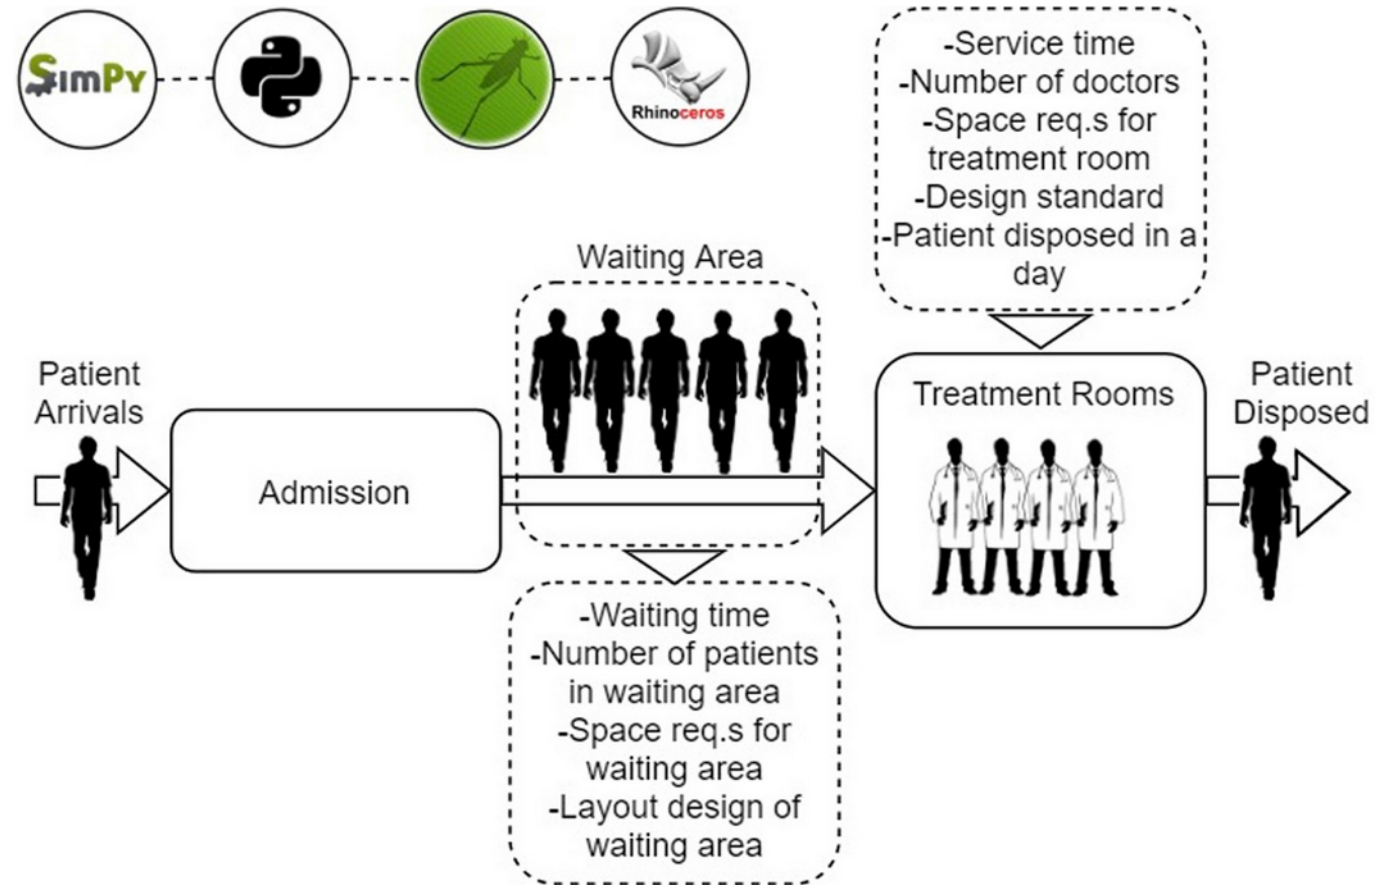 SimPy
Rhinoceros
-Service time
-Number of doctors
-Space req.s for
treatment room
-Design standard
-Patient disposed in a
day
Waiting Area
Patient
Arrivals
Admission
Treatment Rooms
Patient
Disposed
-Waiting time
-Number of patients
in waiting area
-Space req.s for
waiting area
-Layout design of
waiting area